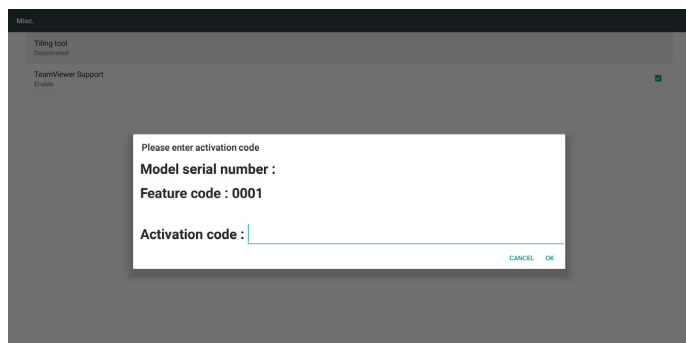 Misc.
Tiling tool
Deactivated
TeamViewer Support
Enable
Please enter activation code
Model serial number :
Feature code : 0001
Activation code :
CANCEL OK